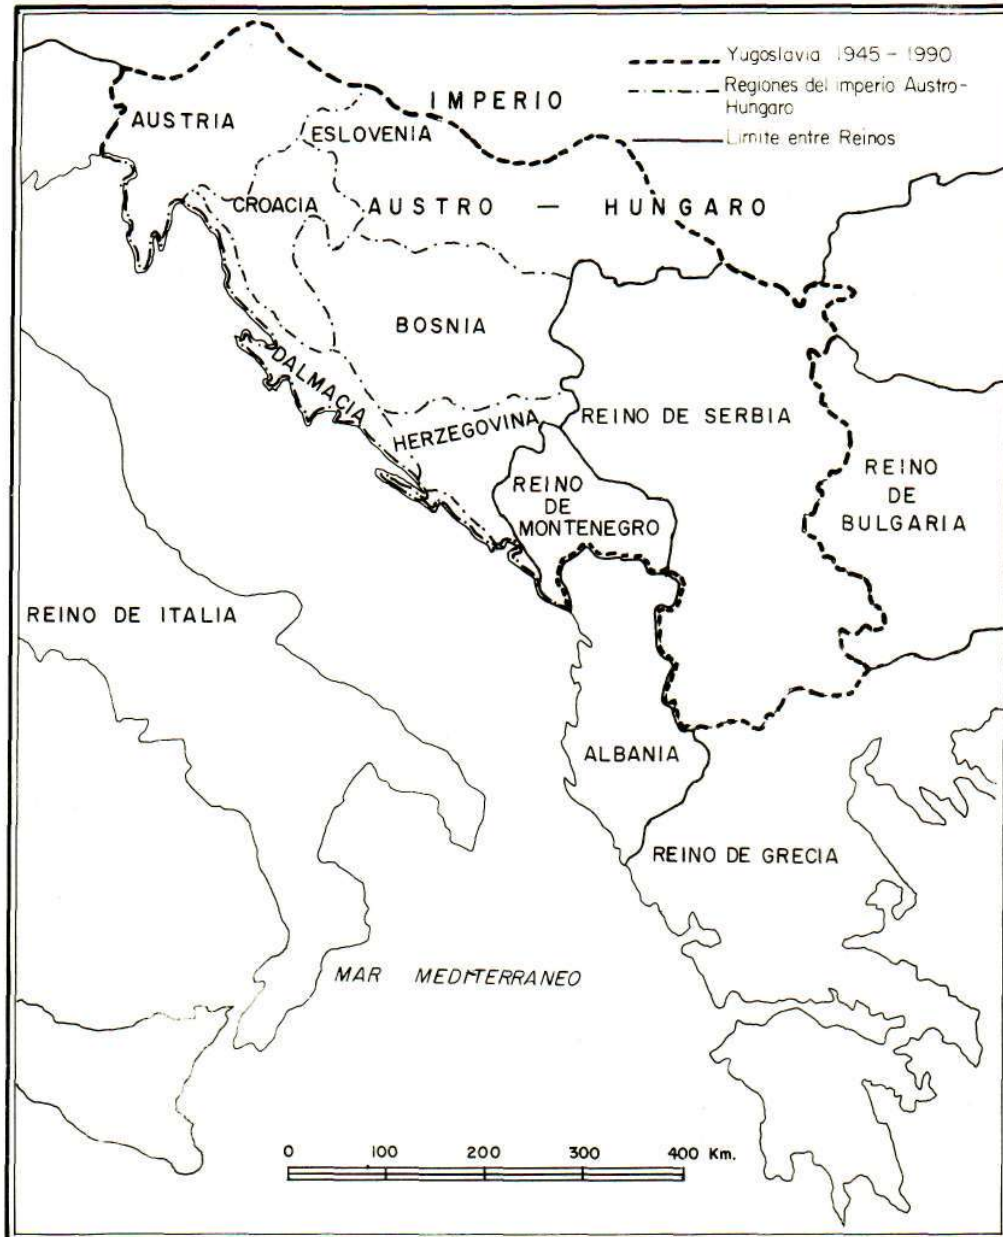 Yugoslavia 1945 - 1990
Regiones del imperio Austro-
Hungaro
Limite entre Reinos
IMPERIO
AUSTRIA
ESLOVENIA
CROACIA
AUSTRO - HUNGARO
BOSNIA
DALMACIA
HERZEGOVINA
REINO DE SERBIA
REINO
DE
MONTENEGRO
REINO
DE
BULGARIA
REINO DE ITALIA
ALBANIA
REINO DE GRECIA
MAR MEDITERRANEO
0 100 200 300 400 Km.